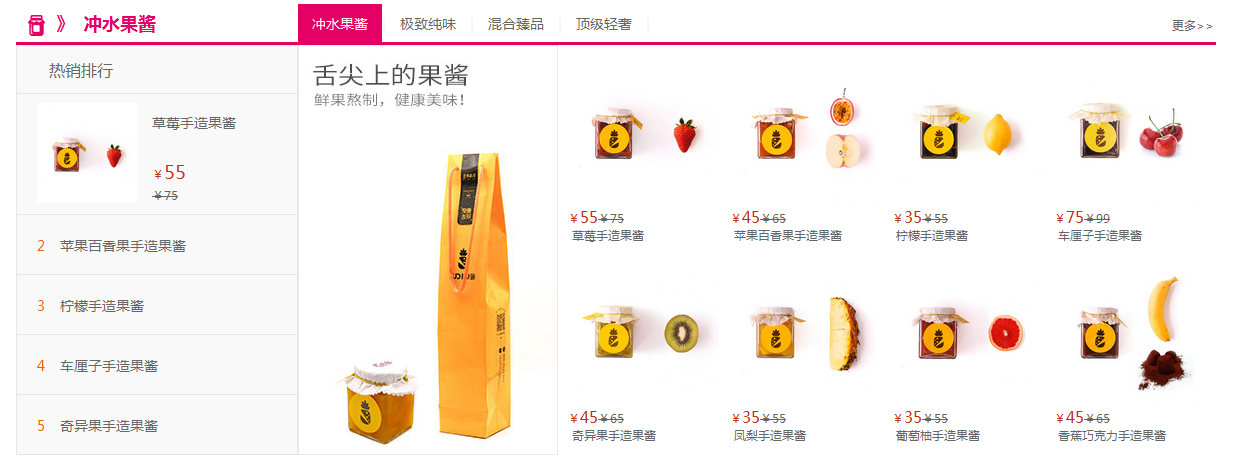 》 冲水果酱
冲水果酱 极致纯味 混合臻品 顶级轻奢 更多>>
热销排行
草莓手造果酱
¥55
¥75
2 苹果百香果手造果酱
3 柠檬手造果酱
4 车厘子手造果酱
5 奇异果手造果酱
舌尖上的果酱
鲜果熬制，健康美味！
¥55 ¥75
草莓手造果酱
¥45 ¥65
苹果百香果手造果酱
¥35 ¥55
柠檬手造果酱
¥75 ¥99
车厘子手造果酱
¥45 ¥65
奇异果手造果酱
¥35 ¥55
凤梨手造果酱
¥35 ¥55
葡萄柚手造果酱
¥45 ¥65
香蕉巧克力手造果酱